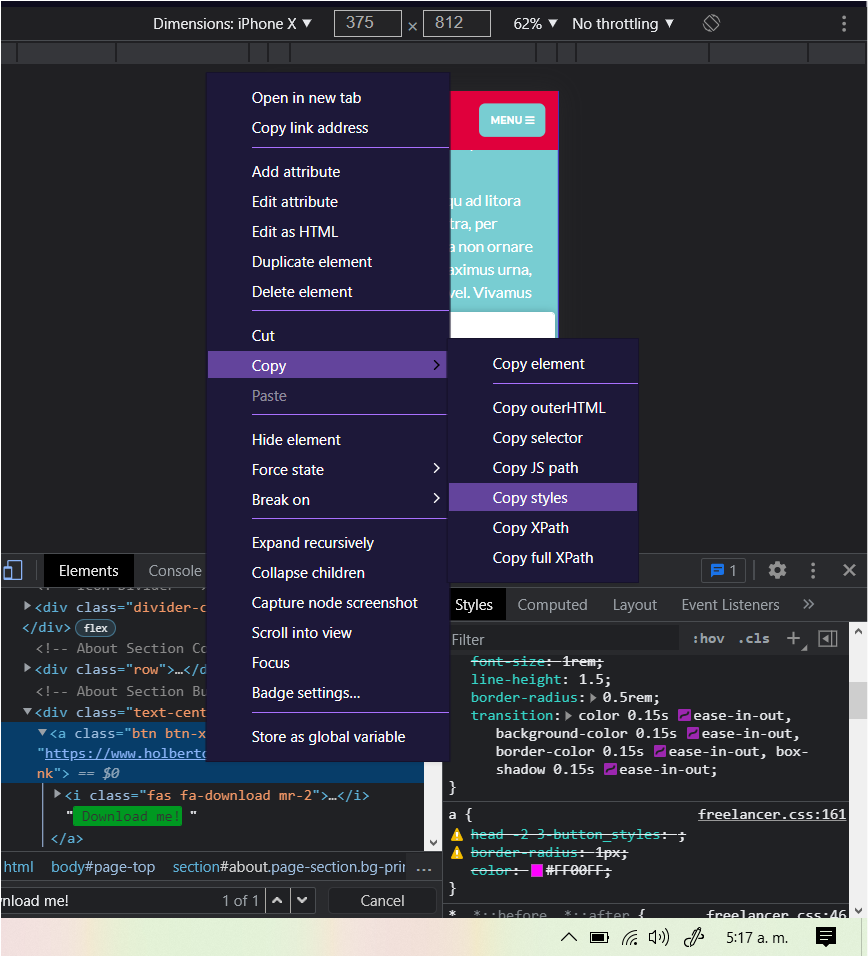 Dimensions: iPhone X ▼ 375 × 812 62% ▼ No throttling ▼
Open in new tab
Copy link address
Add attribute
Edit attribute
Edit as HTML
Duplicate element
Delete element
Cut
Copy
Paste
Hide element
Force state
Break on
Expand recursively
Collapse children
Capture node screenshot
Scroll into view
Focus
Badge settings...
Store as global variable
MENU
qu ad litora
tra, per
a non ornare
aximus urna,
vel. Vivamus
Copy element
Copy outerHTML
Copy selector
Copy JS path
Copy styles
Copy XPath
Copy full XPath
Elements Console
1
<div class="divider-c
</div> flex
<!-- About Section Co
<div class="row">…</d
<!-- About Section Bu
<div class="text-cent
<a class="btn btn-x
"https://www.holberto
nk"> == $0
<i class="fas fa-download mr-2">…</i>
" Download me! "
</a>
html body#page-top section#about.page-section.bg-prin ...
nload me! 1 of 1 Cancel
Styles Computed Layout Event Listeners »
Filter :hov .cls +
font-size: 1rem;
line-height: 1.5;
border-radius: 0.5rem;
transition: color 0.15s ease-in-out,
background-color 0.15s ease-in-out,
border-color 0.15s ease-in-out, box-
shadow 0.15s ease-in-out;
}
a { freelancer.css:161
head -2 3-button_styles: ;
border-radius: 1px;
color: #FF00FF;
}
*, *::before, *::after { freelancer.css:46
5:17 a. m.